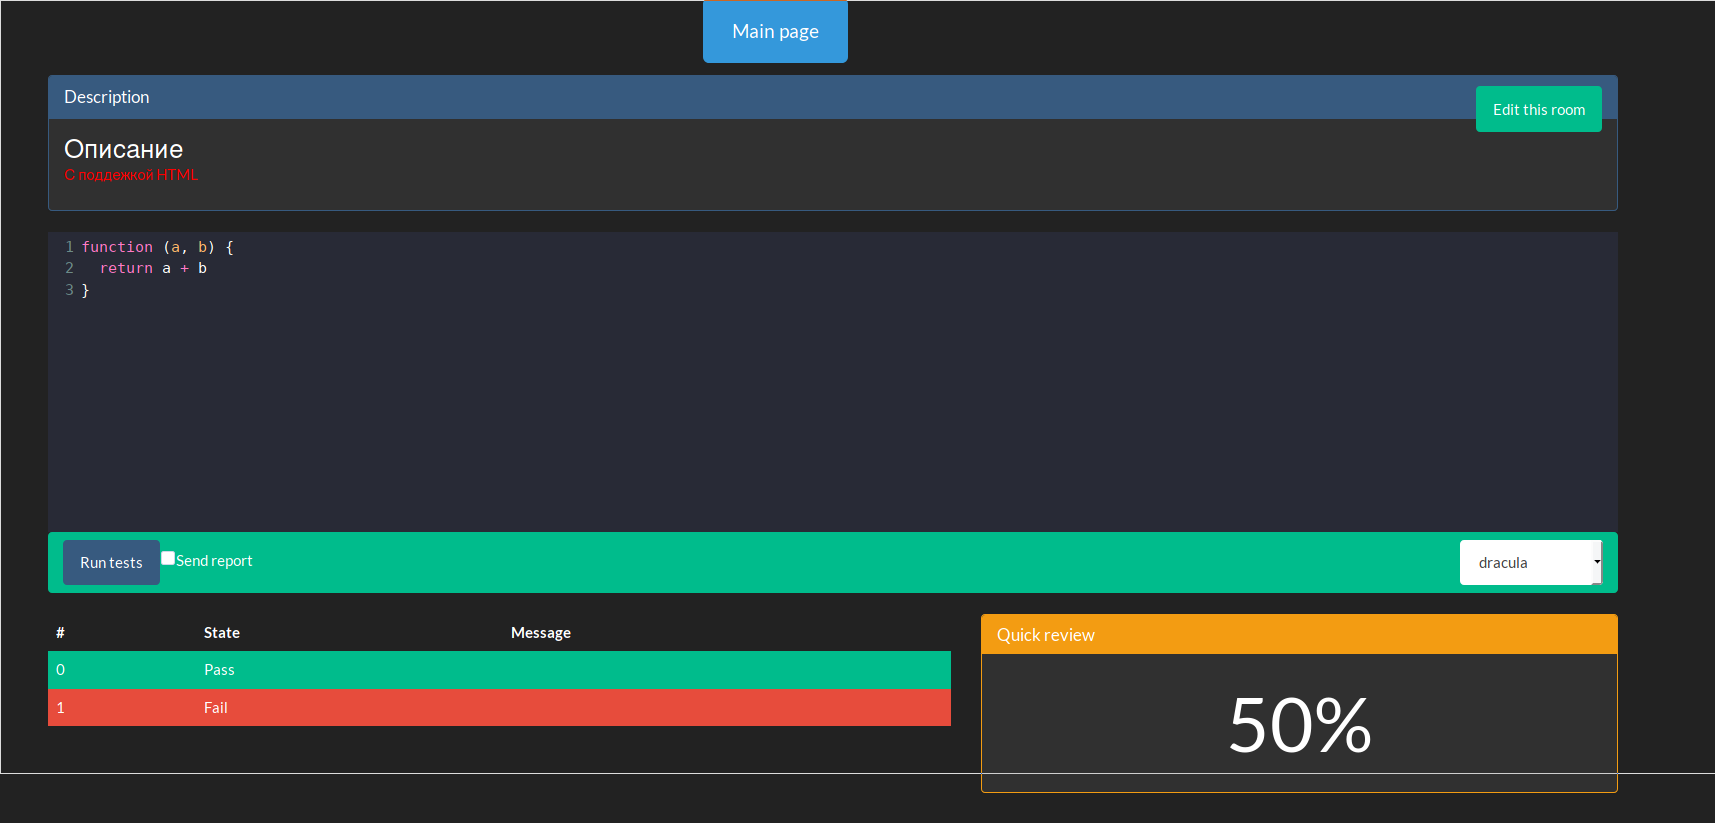 Main page
Description
Edit this room
Описание
С поддежкой HTML
1 function (a, b) {
2   return a + b
3 }
Run tests Send report dracula
# State Message
0 Pass
1 Fail
Quick review
50%